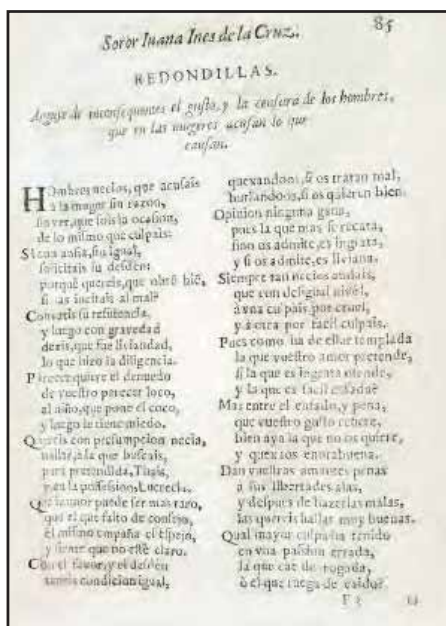 Soror Iuana Ines de la Cruz. 85
REDONDILLAS.
Arguye de inconsequentes el gusto, y la censura de los hombres,
que en las mugeres acusan lo que
causan.
HOmbres necios, que acusais
a la muger sin razon,
sin ver, que sois la ocasion,
de lo mismo que culpais:
Si con ansia, sin igual,
solicitais su desden:
porquè quereis, que obrẽ biẽ,
si las incitais al mal?
Combatis su resistencia,
y luego con gravedad
dezis, que fue liviandad,
lo que hizo la diligencia.
Parecer quiere el denuedo
de vuestro parecer loco,
al niño, que pone el coco,
y luego le tiene miedo.
Quereis con presumpcion necia,
hallar, a la que buscais,
para pretendida, Thais,
y en la possession, Lucrecia.
Què humor puede ser mas raro,
que el que falto de consejo,
èl mismo empaña el espejo,
y siente que no estè claro.
Con el favor, y el desden
teneis condicion igual,
quexandoos, si os tratan mal,
burlandoos, si os quieren bien.
Opinion ninguna gana,
pues la que mas se recata,
sino os admite, es ingrata,
y si os admite, es liviana.
Siempre tan necios andais,
que con desigual nivèl,
à vna culpais por cruel,
y à otra por facil culpais.
Pues como ha de estar templada
la que vuestro amor pretende,
si la que es ingrata ofende,
y la que es facil enfada?
Mas entre el enfado, y pena,
que vuestro gusto refiere,
bien aya la que no os quiere,
y quexaos enorabuena.
Dan vuestras amantes penas
à sus libertades alas,
y despues de hazerlas malas,
las quereis hallar muy buenas.
Qual mayor culpa ha tenido
en vna passion errada,
la que cae de rogada,
ò el que ruega de caido?
F 3